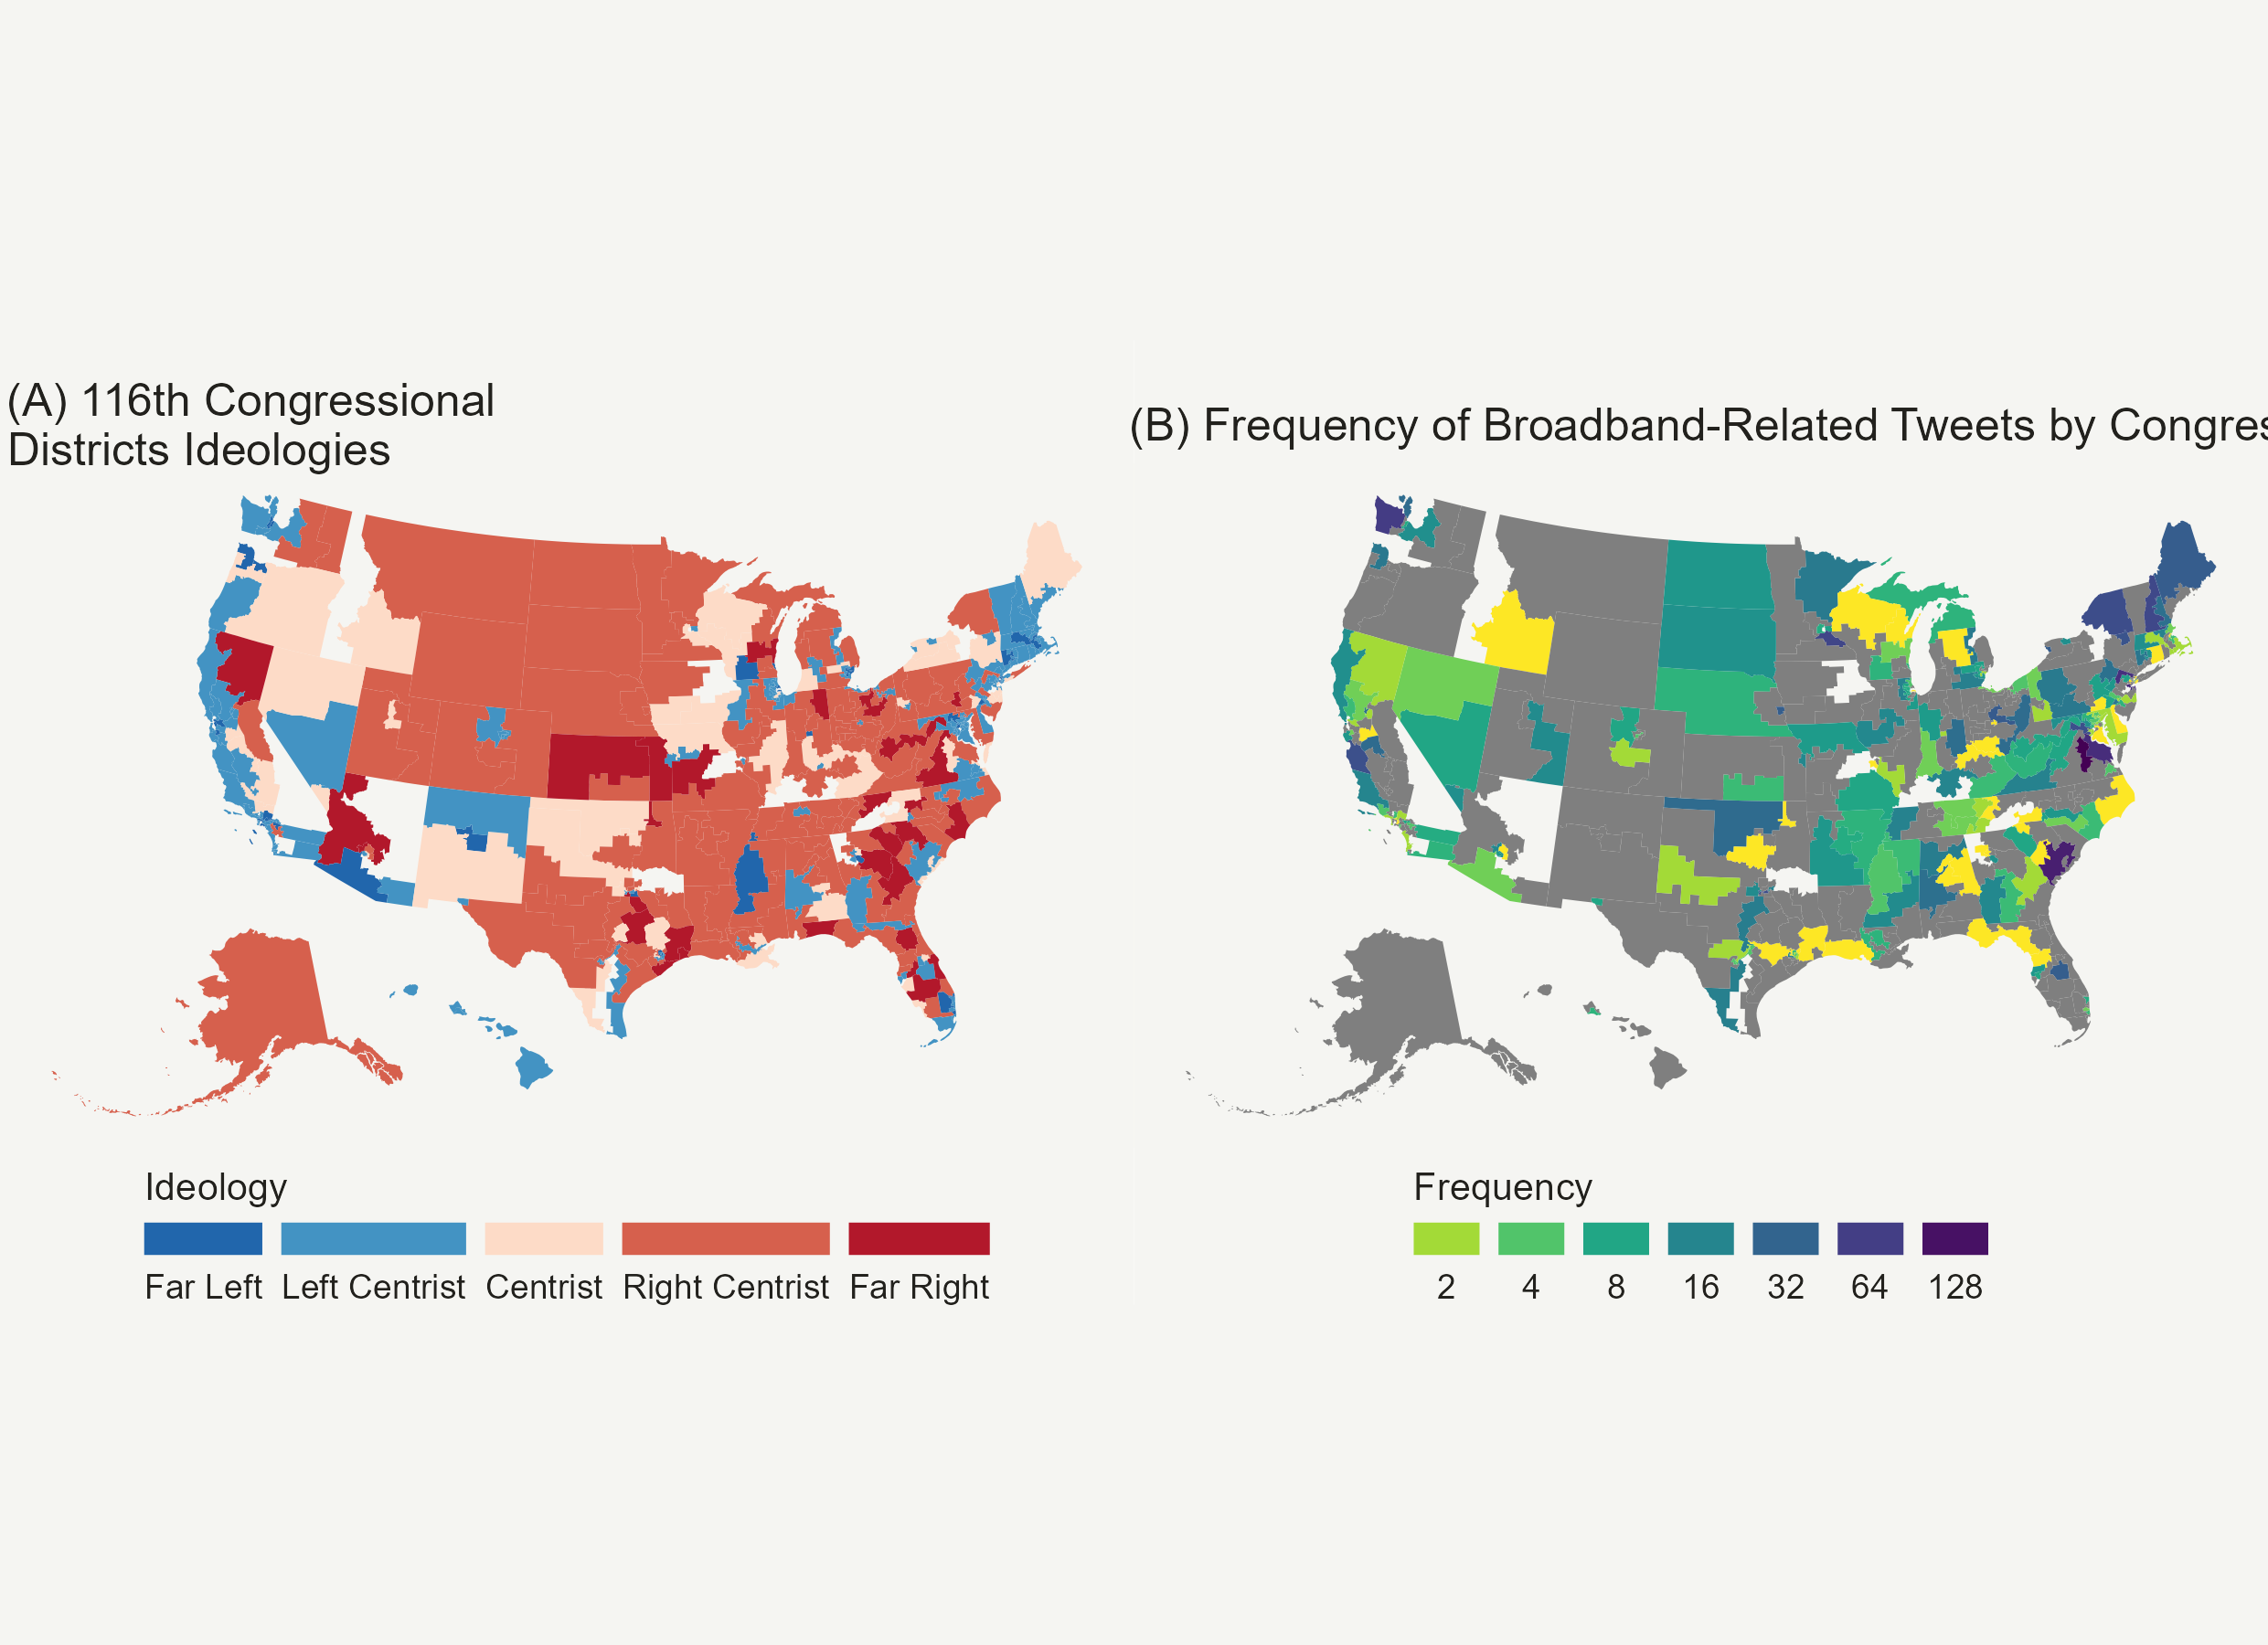 (A) 116th Congressional
Districts Ideologies
(B) Frequency of Broadband-Related Tweets by Congres
Ideology
Far Left Left Centrist Centrist Right Centrist Far Right
Frequency
2 4 8 16 32 64 128